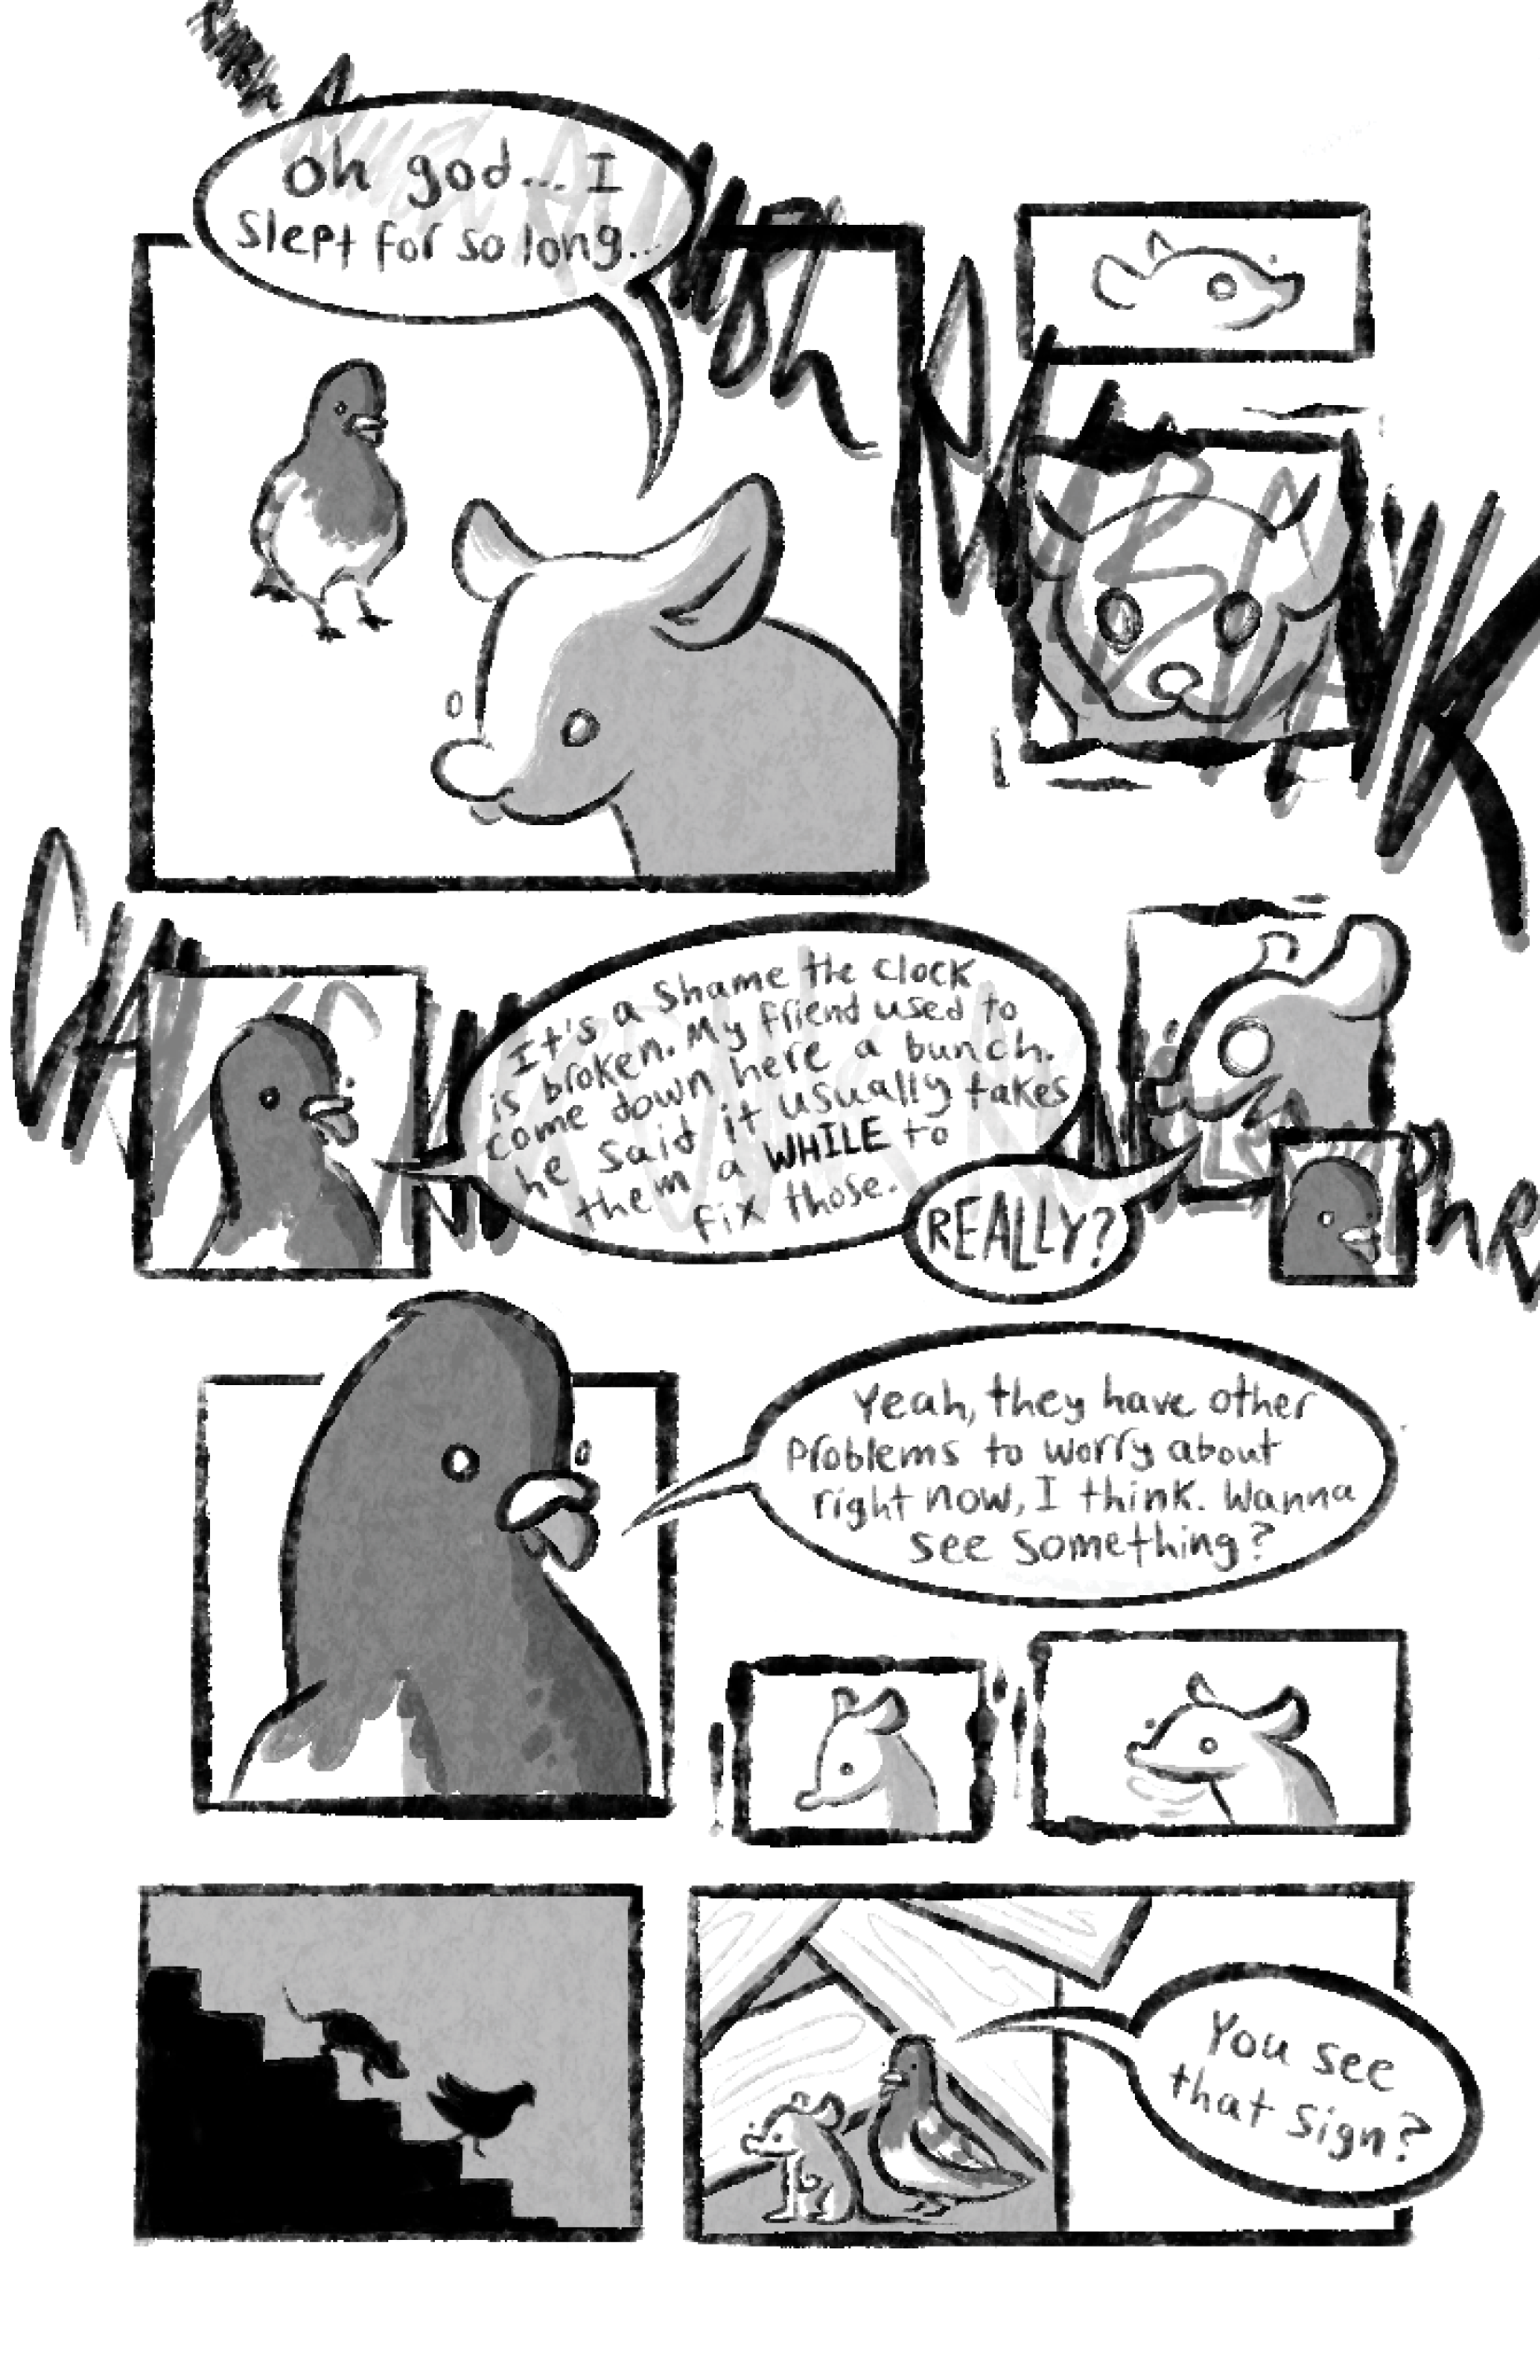 oh god... I
slept for so long...
It's a shame the clock
is broken. My friend used to
come down here a bunch.
he said it usually takes
them a WHILE to
fix those.
REALLY?
Yeah, they have other
problems to worry about
right now, I think. Wanna
see something?
You see
that sign?